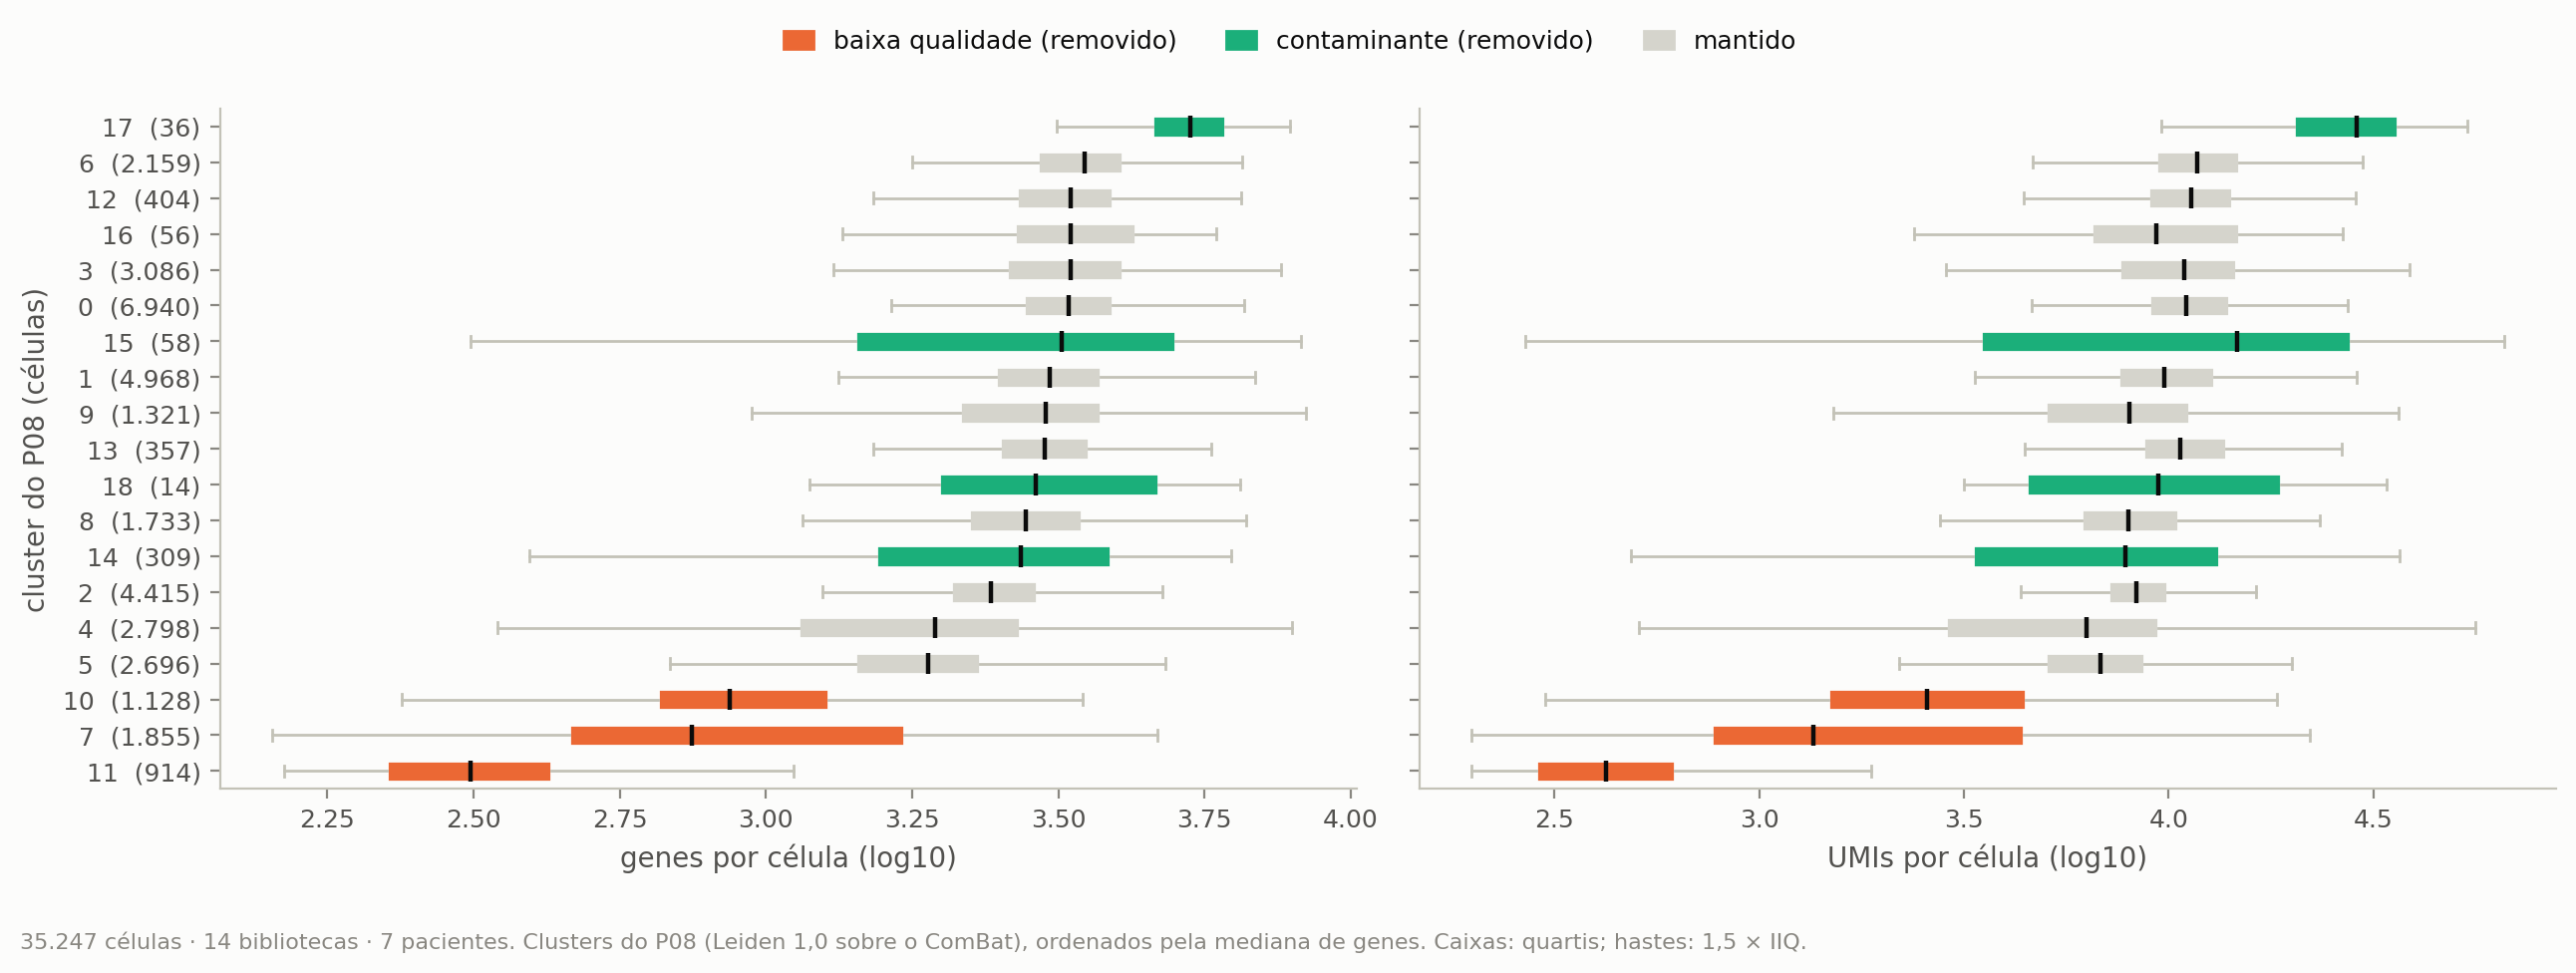 baixa qualidade (removido)
contaminante (removido)
mantido
cluster do P08 (células)
17 (36)
6 (2.159)
12 (404)
16 (56)
3 (3.086)
0 (6.940)
15 (58)
1 (4.968)
9 (1.321)
13 (357)
18 (14)
8 (1.733)
14 (309)
2 (4.415)
4 (2.798)
5 (2.696)
10 (1.128)
7 (1.855)
11 (914)
2.25 2.50 2.75 3.00 3.25 3.50 3.75 4.00
genes por célula (log10)
2.5 3.0 3.5 4.0 4.5
UMIs por célula (log10)
35.247 células · 14 bibliotecas · 7 pacientes. Clusters do P08 (Leiden 1,0 sobre o ComBat), ordenados pela mediana de genes. Caixas: quartis; hastes: 1,5 × IIQ.